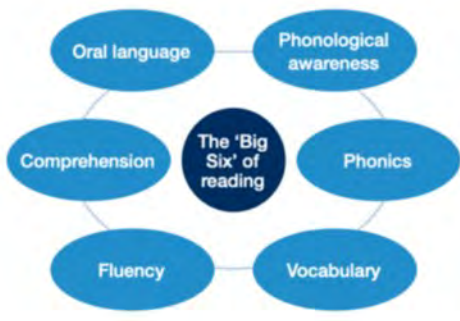 Oral language
Phonological
awareness
Comprehension
The ‘Big
Six’ of
reading
Phonics
Fluency
Vocabulary